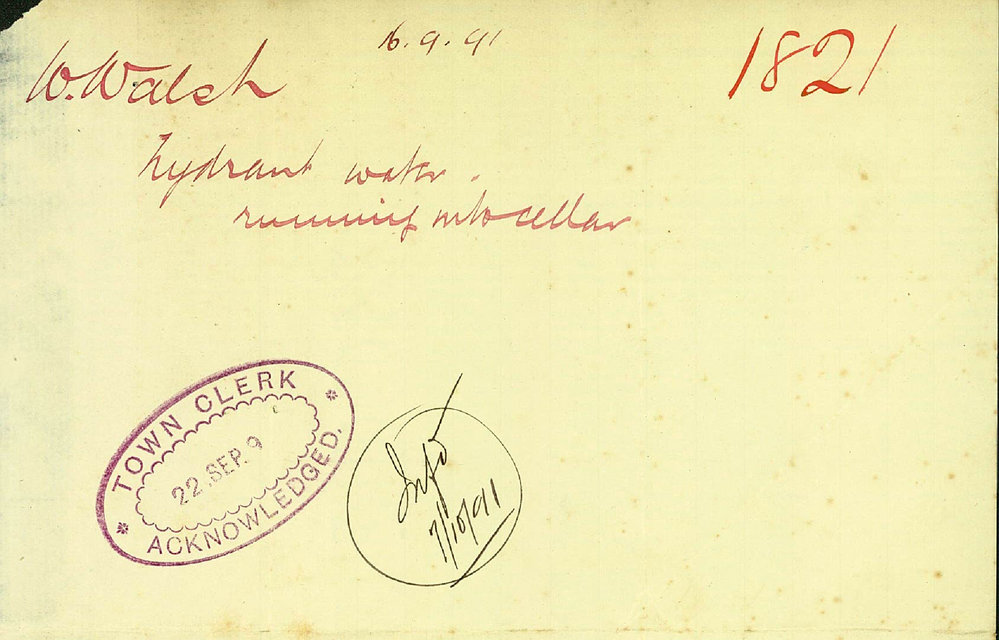 16.9.91
1821
W. Walsh
hydrant water
running into cellar
TOWN CLERK
22. SEP. 9
ACKNOWLEDGED.
Info
7/10/91